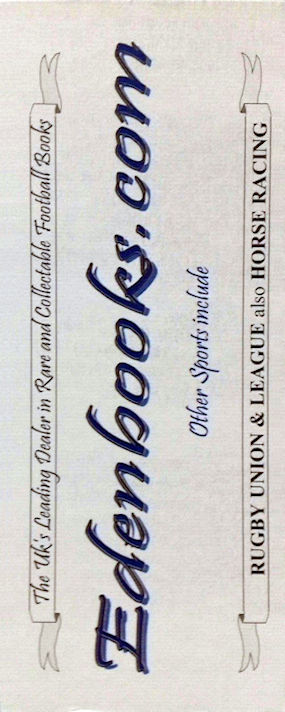 The Uk's Leading Dealer in Rare and Collectable Football Books
Edenbooks.com
Other Sports include
RUGBY UNION & LEAGUE also HORSE RACING